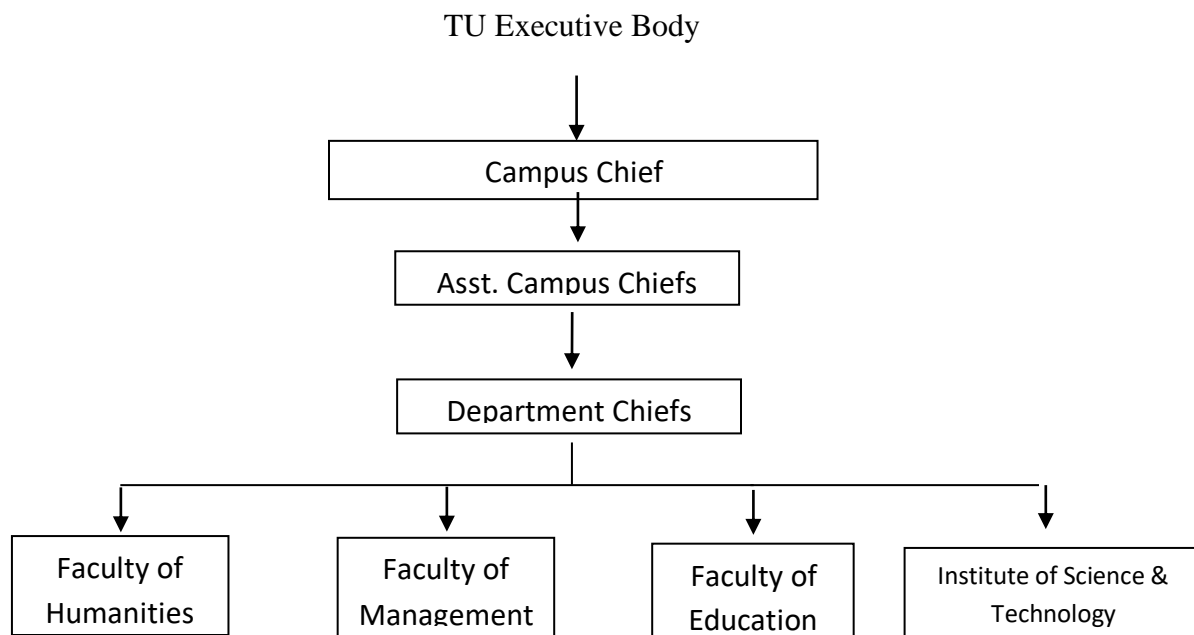 TU Executive Body
Campus Chief
Asst. Campus Chiefs
Department Chiefs
Faculty of
Humanities
Faculty of
Management
Faculty of
Education
Institute of Science &
Technology